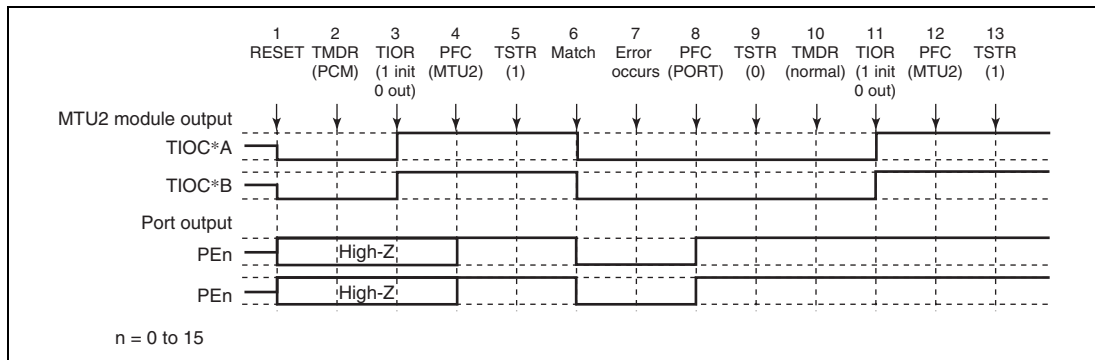 1 2 3 4 5 6 7 8 9 10 11 12 13
RESET TMDR TIOR PFC TSTR Match Error PFC TSTR TMDR TIOR PFC TSTR
(PCM) (1 init (MTU2) (1) occurs (PORT) (0) (normal) (1 init (MTU2) (1)
0 out) 0 out)
MTU2 module output
TIOC*A
TIOC*B
Port output
PEn High-Z
PEn High-Z
n = 0 to 15